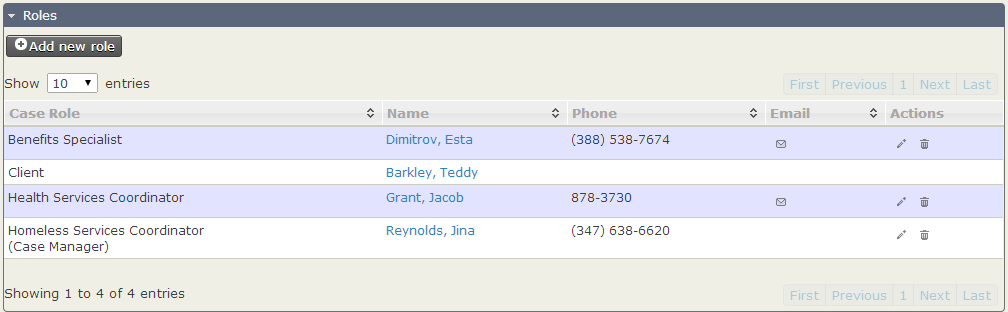 Roles
Add new role
Show 10 entries
First Previous 1 Next Last
Case Role Name Phone Email Actions
Benefits Specialist Dimitrov, Esta (388) 538-7674
Client Barkley, Teddy
Health Services Coordinator Grant, Jacob 878-3730
Homeless Services Coordinator Reynolds, Jina (347) 638-6620
(Case Manager)
Showing 1 to 4 of 4 entries
First Previous 1 Next Last